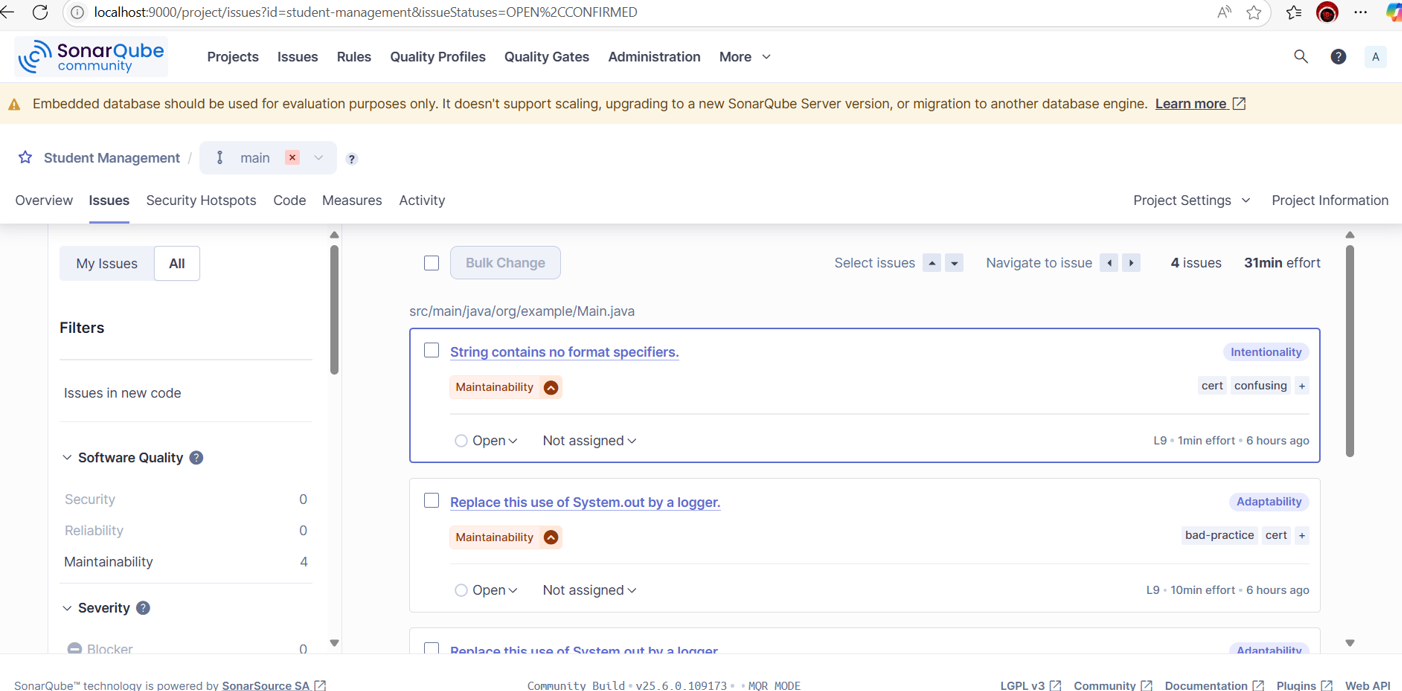 localhost:9000/project/issues?id=student-management&issueStatuses=OPEN%2CCONFIRMED
SonarQube
community
Projects Issues Rules Quality Profiles Quality Gates Administration More
? A
Embedded database should be used for evaluation purposes only. It doesn't support scaling, upgrading to a new SonarQube Server version, or migration to another database engine. Learn more
Student Management / main ?
Overview Issues Security Hotspots Code Measures Activity Project Settings Project Information
My Issues All
Bulk Change Select issues Navigate to issue 4 issues 31min effort
Filters
Issues in new code
Software Quality ?
Security 0
Reliability 0
Maintainability 4
Severity ?
Blocker 0
src/main/java/org/example/Main.java
String contains no format specifiers. Intentionality
Maintainability cert confusing +
Open Not assigned L9 • 1min effort • 6 hours ago
Replace this use of System.out by a logger. Adaptability
Maintainability bad-practice cert +
Open Not assigned L9 • 10min effort • 6 hours ago
Replace this use of System.out by a logger. Adaptability
SonarQube™ technology is powered by SonarSource SA Community Build • v25.6.0.109173 • • MQR MODE LGPL v3 Community Documentation Plugins Web API